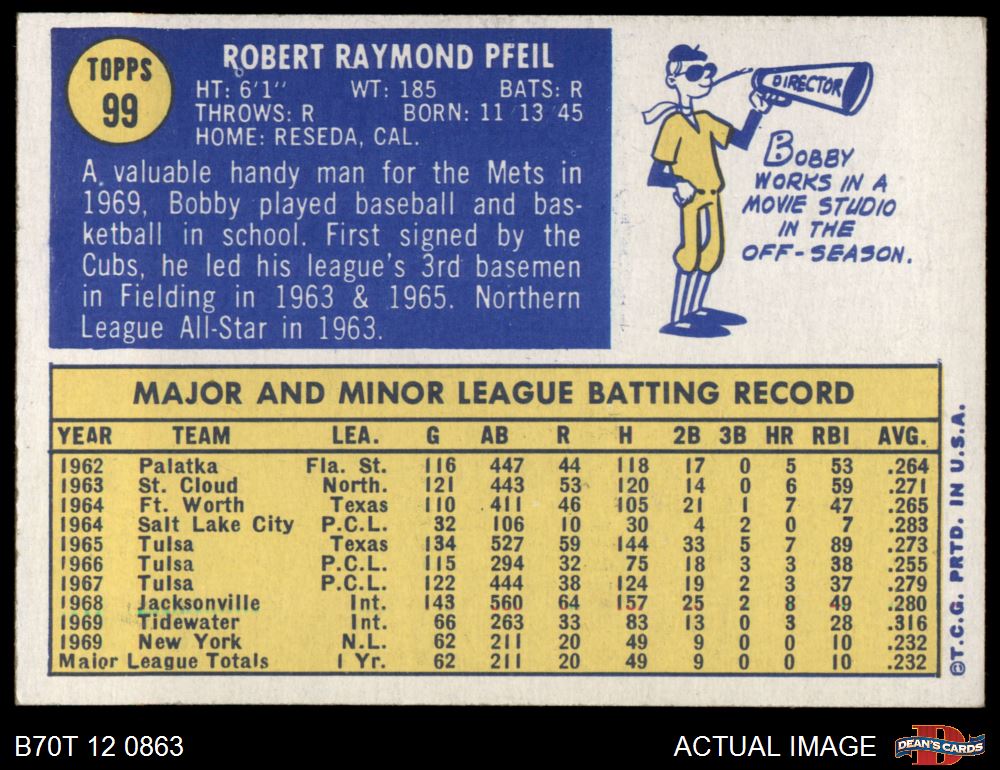 TOPPS
99
ROBERT RAYMOND PFEIL
HT: 6'1" WT: 185 BATS: R
THROWS: R BORN: 11 13 45
HOME: RESEDA, CAL.
A valuable handy man for the Mets in
1969, Bobby played baseball and bas-
ketball in school. First signed by the
Cubs, he led his league's 3rd basemen
in Fielding in 1963 & 1965. Northern
League All-Star in 1963.
DIRECTOR
BOBBY
WORKS IN A
MOVIE STUDIO
IN THE
OFF-SEASON.
MAJOR AND MINOR LEAGUE BATTING RECORD
YEAR TEAM LEA. G AB R H 2B 3B HR RBI AVG.
1962 Palatka Fla. St. 116 447 44 118 17 0 5 53 .264
1963 St. Cloud North. 121 443 53 120 14 0 6 59 .271
1964 Ft. Worth Texas 110 411 46 105 21 1 7 47 .265
1964 Salt Lake City P.C.L. 32 106 10 30 4 2 0 7 .283
1965 Tulsa Texas 134 527 59 144 33 5 7 89 .273
1966 Tulsa P.C.L. 115 294 32 75 18 3 3 38 .255
1967 Tulsa P.C.L. 122 444 38 124 19 2 3 37 .279
1968 Jacksonville Int. 143 560 64 157 25 2 8 49 .280
1969 Tidewater Int. 66 263 33 83 13 0 3 28 .316
1969 New York N.L. 62 211 20 49 9 0 0 10 .232
Major League Totals 1 Yr. 62 211 20 49 9 0 0 10 .232
©T.C.G. PRTD. IN U.S.A.
B70T 12 0863
ACTUAL IMAGE
D
DEAN'S CARDS